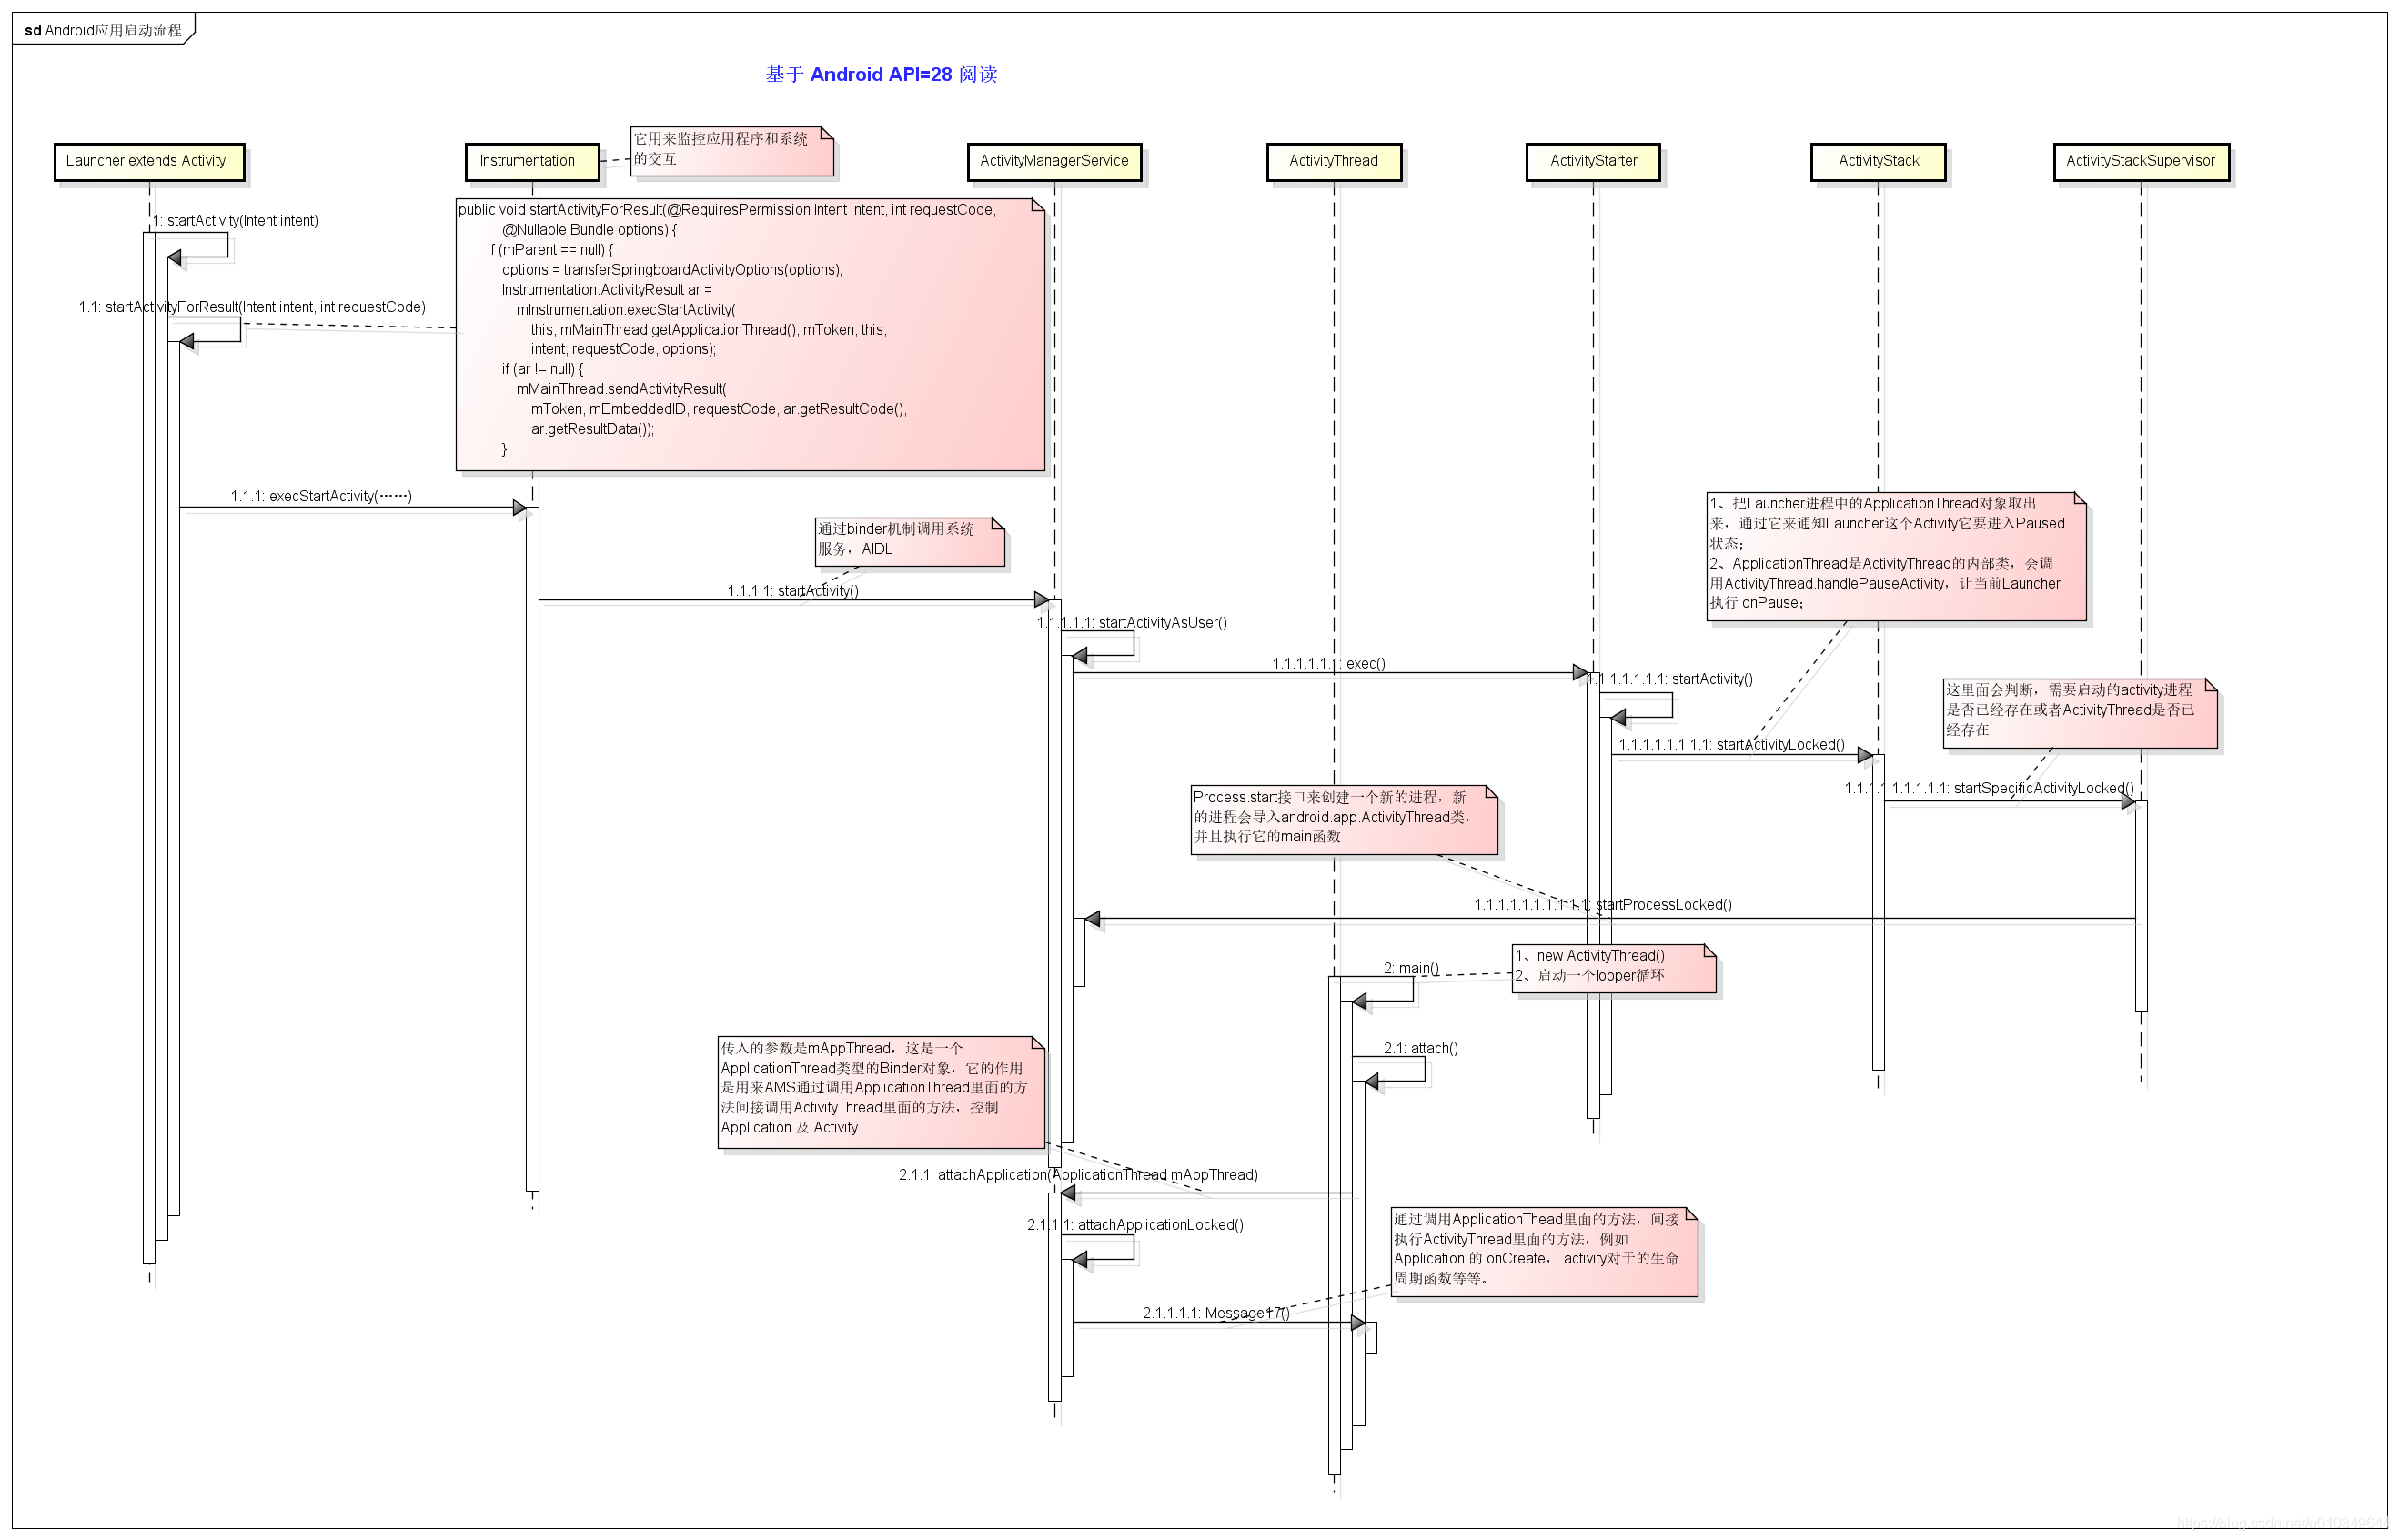 sd Android应用启动流程
基于 Android API=28 阅读
它用来监控应用程序和系统
的交互
Launcher extends Activity
Instrumentation
ActivityManagerService
ActivityThread
ActivityStarter
ActivityStack
ActivityStackSupervisor
1: startActivity(Intent intent)
public void startActivityForResult(@RequiresPermission Intent intent, int requestCode,
@Nullable Bundle options) {
if (mParent == null) {
options = transferSpringboardActivityOptions(options);
Instrumentation.ActivityResult ar =
mInstrumentation.execStartActivity(
this, mMainThread.getApplicationThread(), mToken, this,
intent, requestCode, options);
if (ar != null) {
mMainThread.sendActivityResult(
mToken, mEmbeddedID, requestCode, ar.getResultCode(),
ar.getResultData());
}
1.1: startActivityForResult(Intent intent, int requestCode)
1.1.1: execStartActivity(……)
通过binder机制调用系统
服务，AIDL
1、把Launcher进程中的ApplicationThread对象取出
来，通过它来通知Launcher这个Activity它要进入Paused
状态；
2、ApplicationThread是ActivityThread的内部类，会调
用ActivityThread.handlePauseActivity，让当前Launcher
执行 onPause；
1.1.1.1: startActivity()
1.1.1.1.1: startActivityAsUser()
1.1.1.1.1.1: exec()
1.1.1.1.1.1.1: startActivity()
这里面会判断，需要启动的activity进程
是否已经存在或者ActivityThread是否已
经存在
1.1.1.1.1.1.1.1: startActivityLocked()
1.1.1.1.1.1.1.1.1: startSpecificActivityLocked()
Process.start接口来创建一个新的进程，新
的进程会导入android.app.ActivityThread类，
并且执行它的main函数
1.1.1.1.1.1.1.1.1.1: startProcessLocked()
2: main()
1、new ActivityThread()
2、启动一个looper循环
2.1: attach()
传入的参数是mAppThread，这是一个
ApplicationThread类型的Binder对象，它的作用
是用来AMS通过调用ApplicationThread里面的方
法间接调用ActivityThread里面的方法，控制
Application 及 Activity
2.1.1: attachApplication(ApplicationThread mAppThread)
2.1.1.1: attachApplicationLocked()
通过调用ApplicationThead里面的方法，间接
执行ActivityThread里面的方法，例如
Application 的 onCreate， activity对于的生命
周期函数等等。
2.1.1.1.1: Message17()